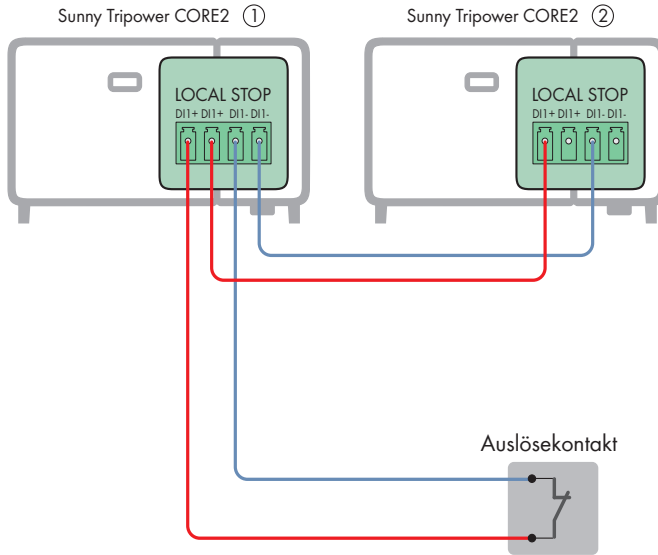 Sunny Tripower CORE2 ①
Sunny Tripower CORE2 ②
LOCAL STOP
DI1+ DI1+ DI1- DI1-
LOCAL STOP
DI1+ DI1+ DI1- DI1-
Auslösekontakt